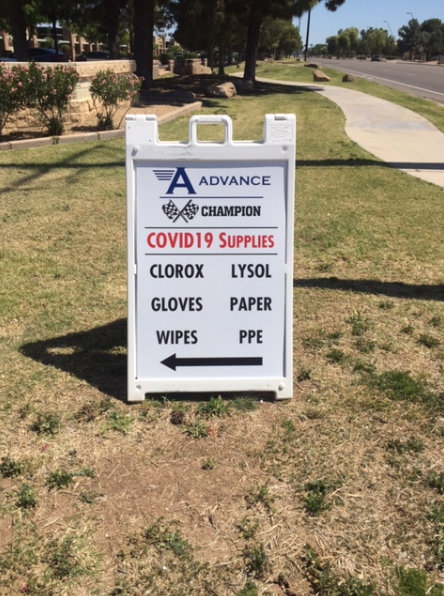 A ADVANCE
CHAMPION
COVID19 SUPPLIES
CLOROX LYSOL
GLOVES PAPER
WIPES PPE